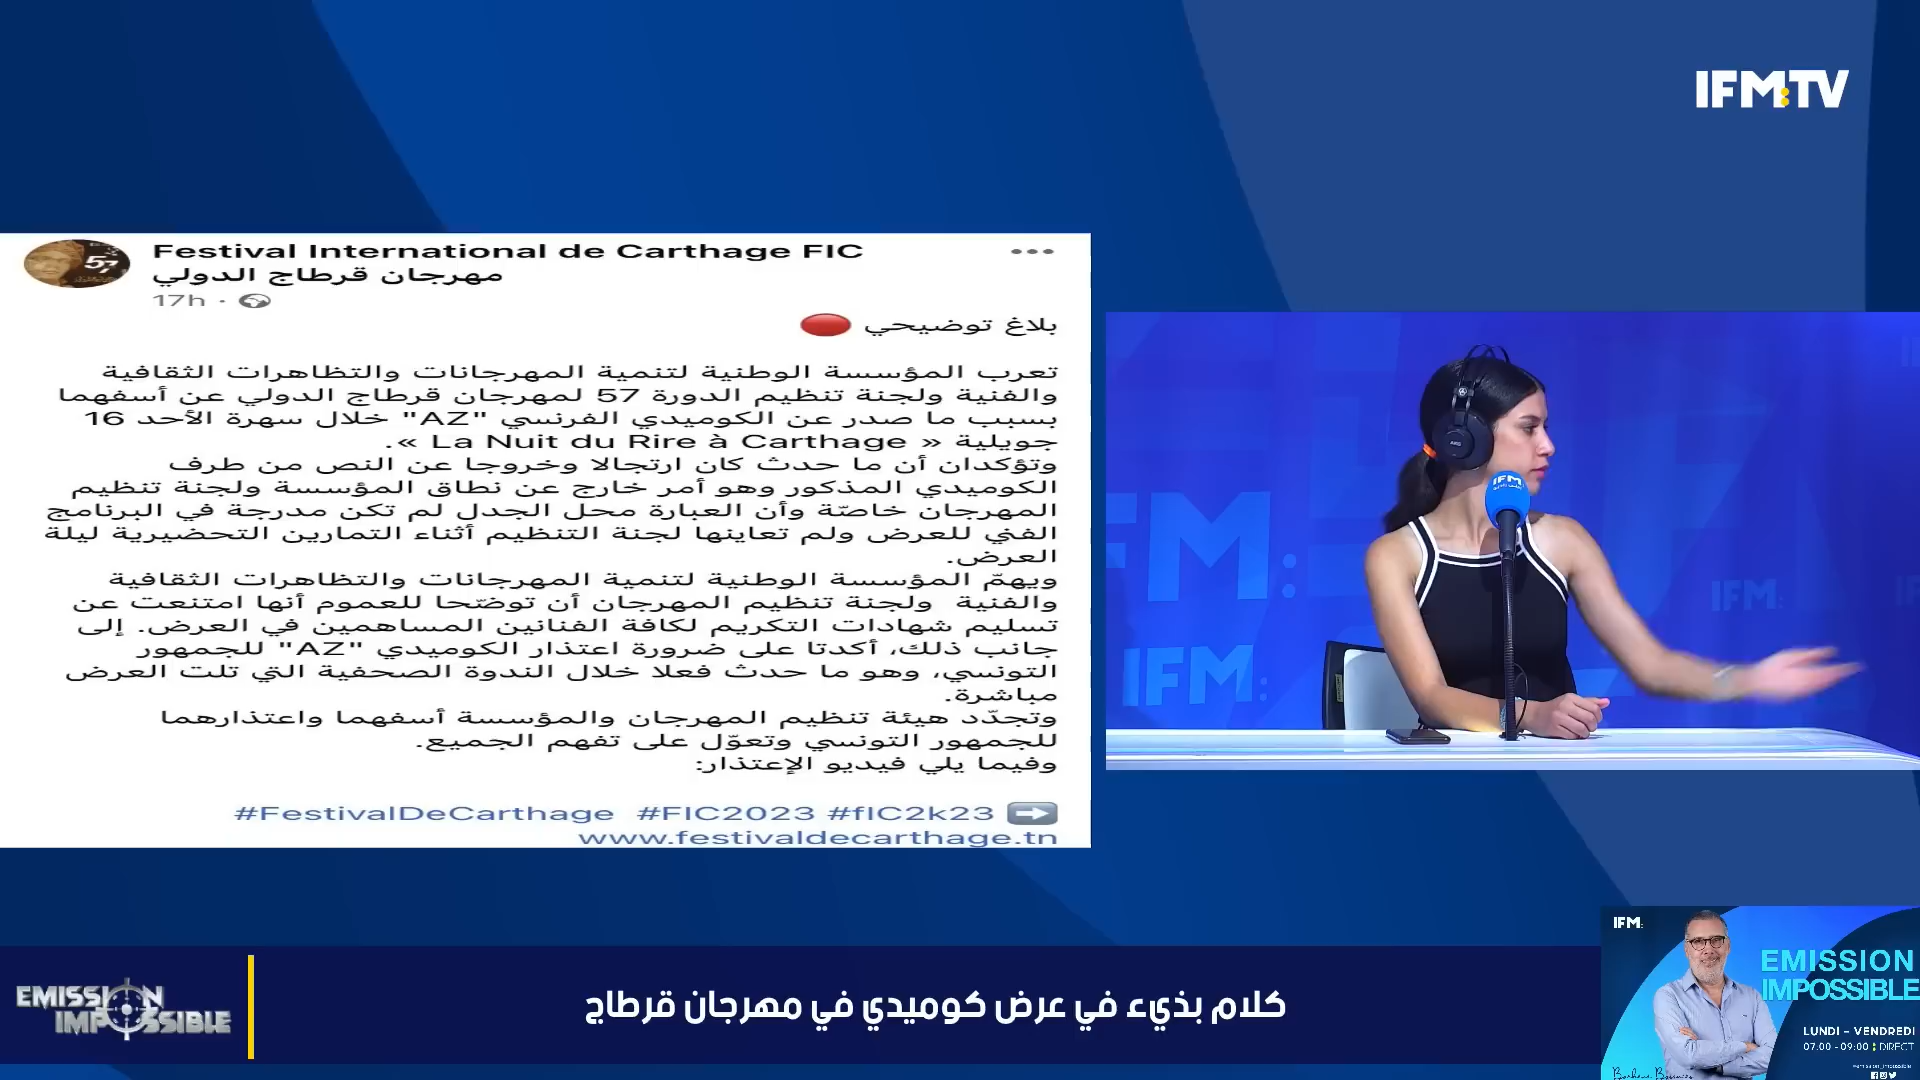 IFM:TV
Festival International de Carthage FIC
مهرجان قرطاج الدولي
17h
بلاغ توضيحي
تعرب المؤسسة الوطنية لتنمية المهرجانات والتظاهرات الثقافية
والفنية ولجنة تنظيم الدورة 57 لمهرجان قرطاج الدولي عن أسفهما
بسبب ما صدر عن الكوميدي الفرنسي "AZ" خلال سهرة الأحد 16
جويلية « La Nuit du Rire à Carthage ».
وتؤكدان أن ما حدث كان ارتجالا وخروجا عن النص من طرف
الكوميدي المذكور وهو أمر خارج عن نطاق المؤسسة ولجنة تنظيم
المهرجان خاصّة وأن العبارة محل الجدل لم تكن مدرجة في البرنامج
الفني للعرض ولم تعاينها لجنة التنظيم أثناء التمارين التحضيرية ليلة
العرض.
ويهمّ المؤسسة الوطنية لتنمية المهرجانات والتظاهرات الثقافية
والفنية ولجنة تنظيم المهرجان أن توضّحا للعموم أنها امتنعت عن
تسليم شهادات التكريم لكافة الفنانين المساهمين في العرض. إلى
جانب ذلك، أكدتا على ضرورة اعتذار الكوميدي "AZ" للجمهور
التونسي، وهو ما حدث فعلا خلال الندوة الصحفية التي تلت العرض
مباشرة.
وتجدّد هيئة تنظيم المهرجان والمؤسسة أسفهما واعتذارهما
للجمهور التونسي وتعوّل على تفهم الجميع.
وفيما يلي فيديو الإعتذار:
#FestivalDeCarthage #FIC2023 #fIC2k23
www.festivaldecarthage.tn
IFM
IFM:
IFM:
IFM:
EMISSION
IMPOSSIBLE
كلام بذيء في عرض كوميدي في مهرجان قرطاج
IFM:
EMISSION
IMPOSSIBLE
LUNDI – VENDREDI
07:00 - 09:00 : DIRECT